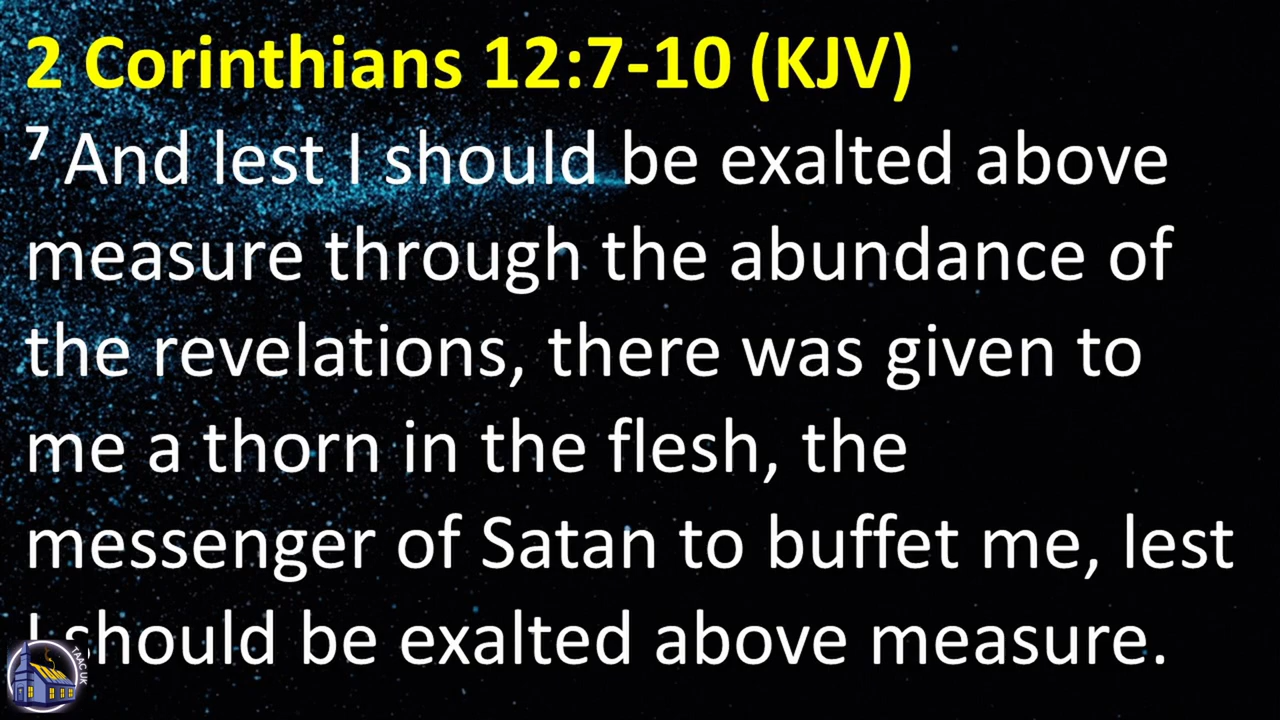 2 Corinthians 12:7-10 (KJV)
7 And lest I should be exalted above
measure through the abundance of
the revelations, there was given to
me a thorn in the flesh, the
messenger of Satan to buffet me, lest
I should be exalted above measure.
TAAC UK